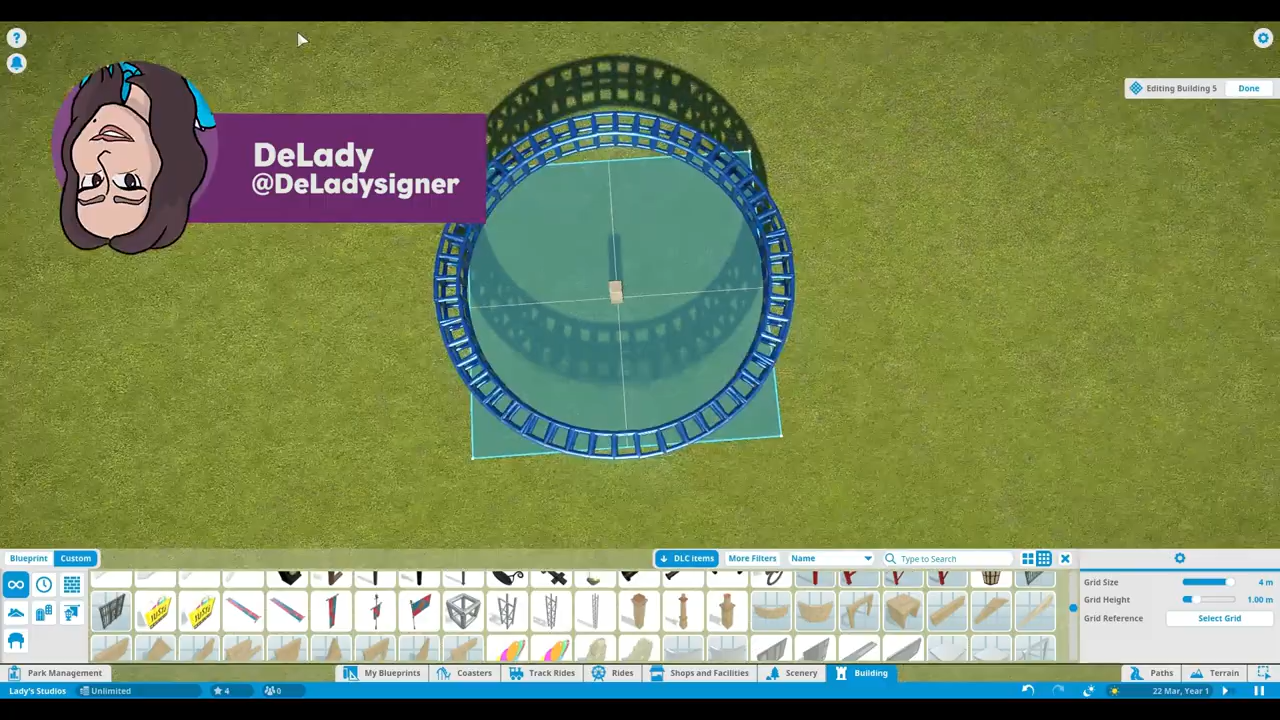 ?
Editing Building 5
Done
DeLady
@DeLadysigner
Blueprint
Custom
DLC items
More Filters
Name
Type to Search
Grid Size
4 m
Grid Height
1.00 m
Grid Reference
Select Grid
Park Management
My Blueprints
Coasters
Track Rides
Rides
Shops and Facilities
Scenery
Building
Paths
Terrain
Lady's Studios
Unlimited
4
0
22 Mar, Year 1